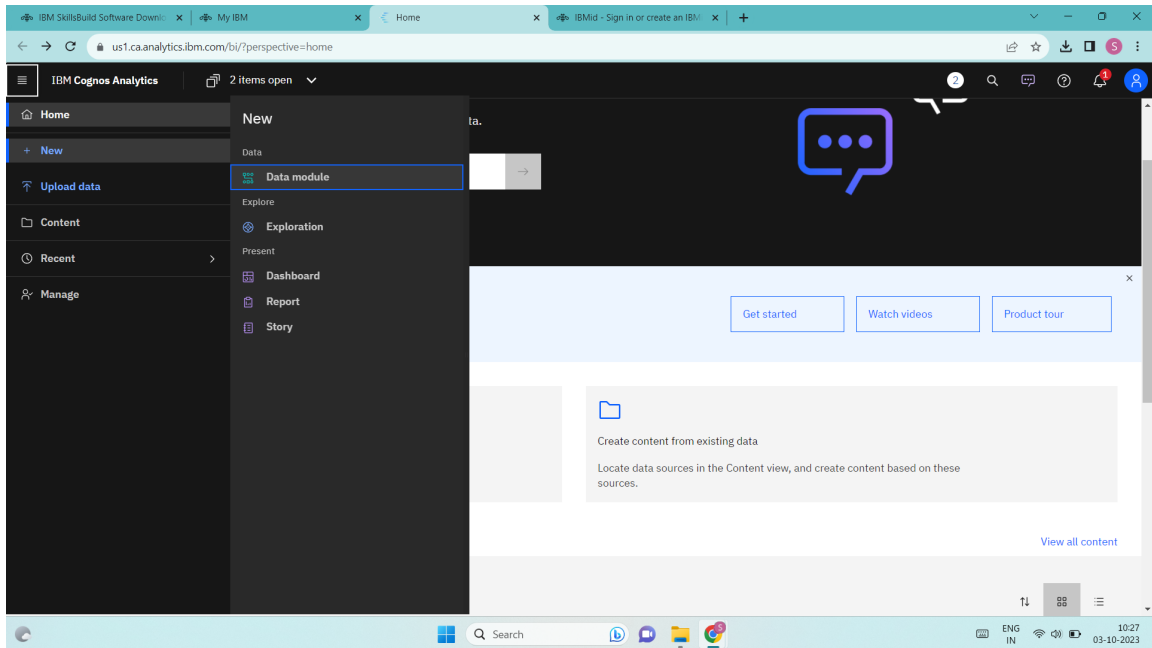 IBM SkillsBuild Software Downlo
My IBM
Home
IBMid - Sign in or create an IBM
us1.ca.analytics.ibm.com/bi/?perspective=home
S
IBM Cognos Analytics
2 items open
2
1
Home
New
Upload data
Content
Recent
Manage
New
Data
Data module
Explore
Exploration
Present
Dashboard
Report
Story
ta.
Get started
Watch videos
Product tour
Create content from existing data
Locate data sources in the Content view, and create content based on these
sources.
View all content
Search
S
ENG
IN
10:27
03-10-2023